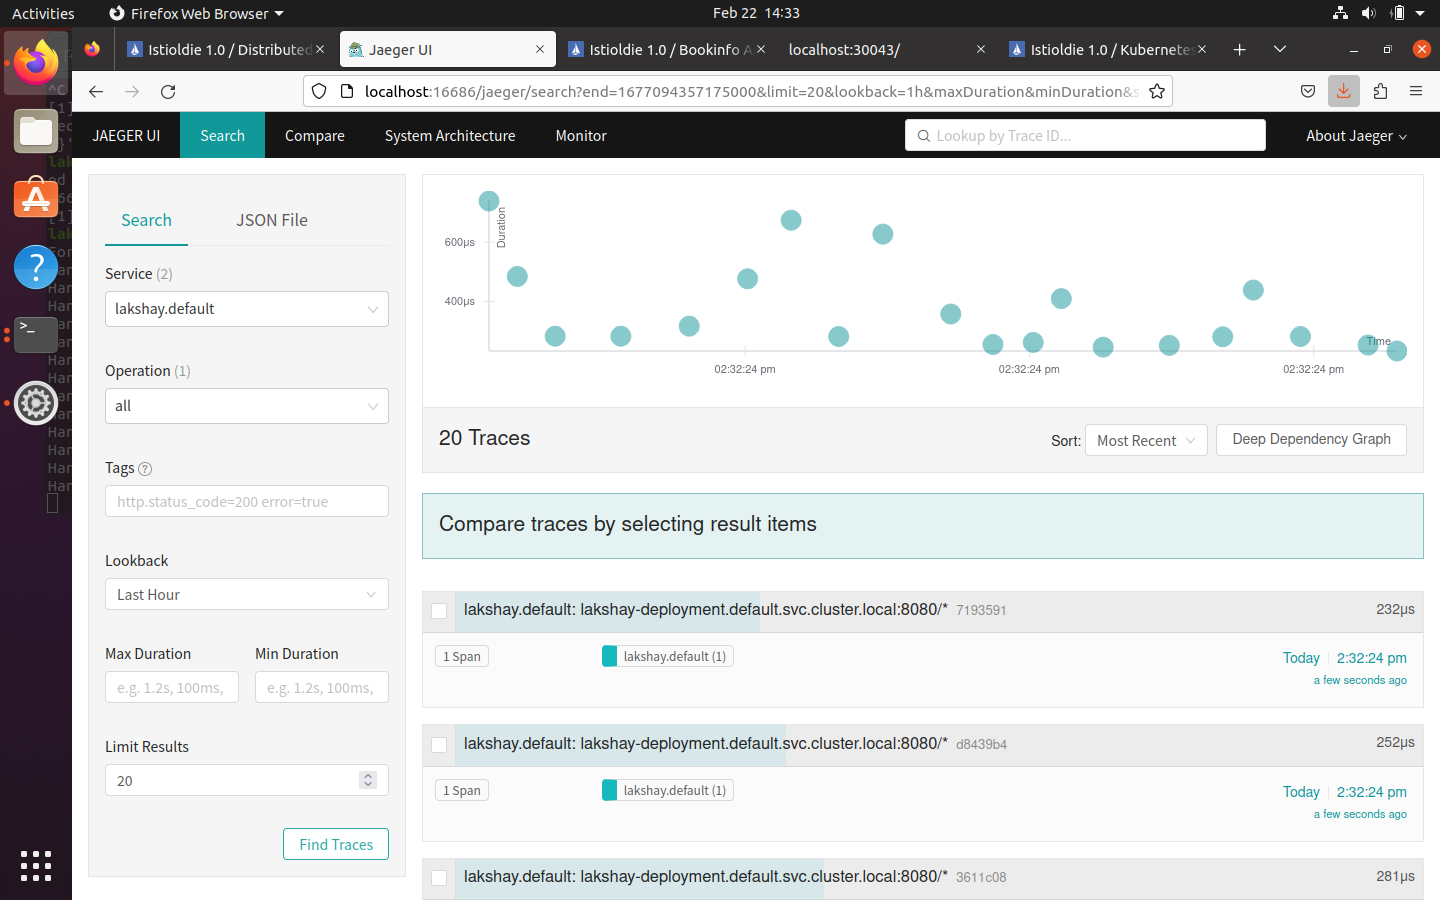 Activities
Firefox Web Browser
Feb 22 14:33
Istioldie 1.0 / Distributed
Jaeger UI
Istioldie 1.0 / Bookinfo A
localhost:30043/
Istioldie 1.0 / Kubernetes
localhost:16686/jaeger/search?end=1677094357175000&limit=20&lookback=1h&maxDuration&minDuration&s
JAEGER UI
Search
Compare
System Architecture
Monitor
Lookup by Trace ID...
About Jaeger
Search
JSON File
Service (2)
lakshay.default
Operation (1)
all
Tags
http.status_code=200 error=true
Lookback
Last Hour
Max Duration
Min Duration
e.g. 1.2s, 100ms,
e.g. 1.2s, 100ms,
Limit Results
20
Find Traces
Duration
600μs
400μs
Time
02:32:24 pm
02:32:24 pm
02:32:24 pm
20 Traces
Sort:
Most Recent
Deep Dependency Graph
Compare traces by selecting result items
lakshay.default: lakshay-deployment.default.svc.cluster.local:8080/* 7193591
232μs
1 Span
lakshay.default (1)
Today
2:32:24 pm
a few seconds ago
lakshay.default: lakshay-deployment.default.svc.cluster.local:8080/* d8439b4
252μs
1 Span
lakshay.default (1)
Today
2:32:24 pm
a few seconds ago
lakshay.default: lakshay-deployment.default.svc.cluster.local:8080/* 3611c08
281μs